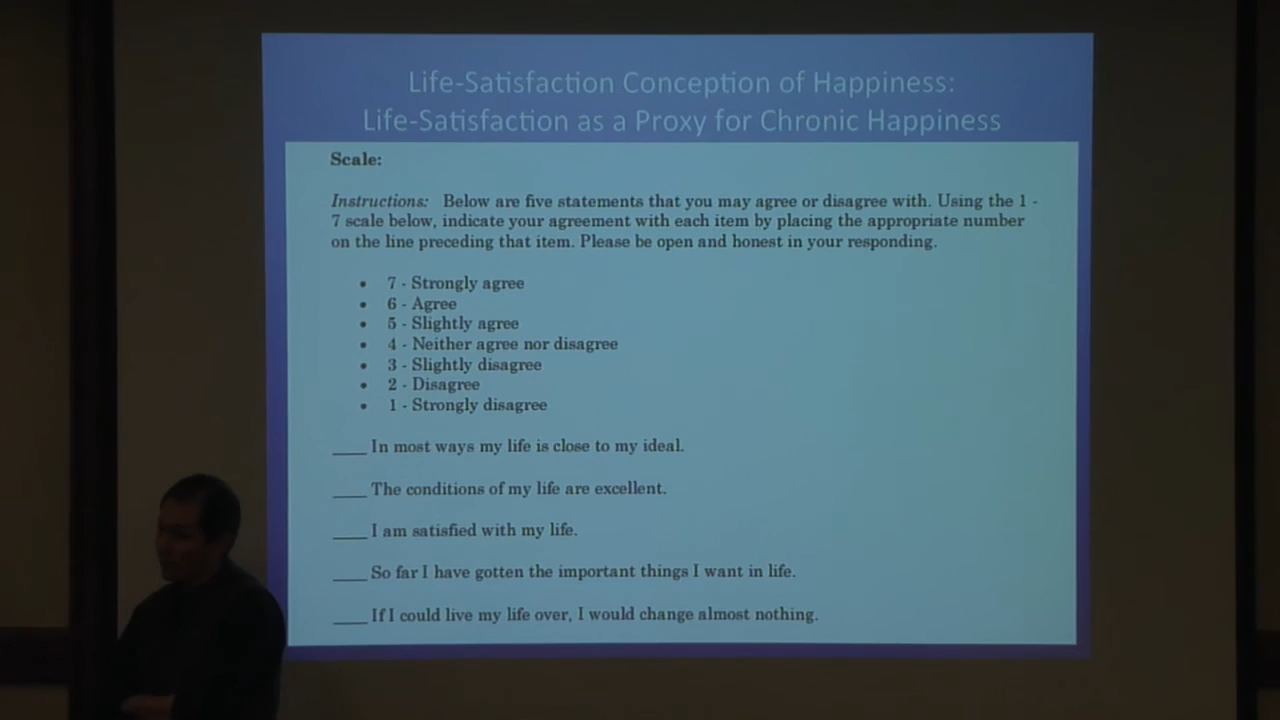 Life-Satisfaction Conception of Happiness:
Life-Satisfaction as a Proxy for Chronic Happiness
Scale:
Instructions: Below are five statements that you may agree or disagree with. Using the 1 -
7 scale below, indicate your agreement with each item by placing the appropriate number
on the line preceding that item. Please be open and honest in your responding.
• 7 - Strongly agree
• 6 - Agree
• 5 - Slightly agree
• 4 - Neither agree nor disagree
• 3 - Slightly disagree
• 2 - Disagree
• 1 - Strongly disagree
____ In most ways my life is close to my ideal.
____ The conditions of my life are excellent.
____ I am satisfied with my life.
____ So far I have gotten the important things I want in life.
____ If I could live my life over, I would change almost nothing.